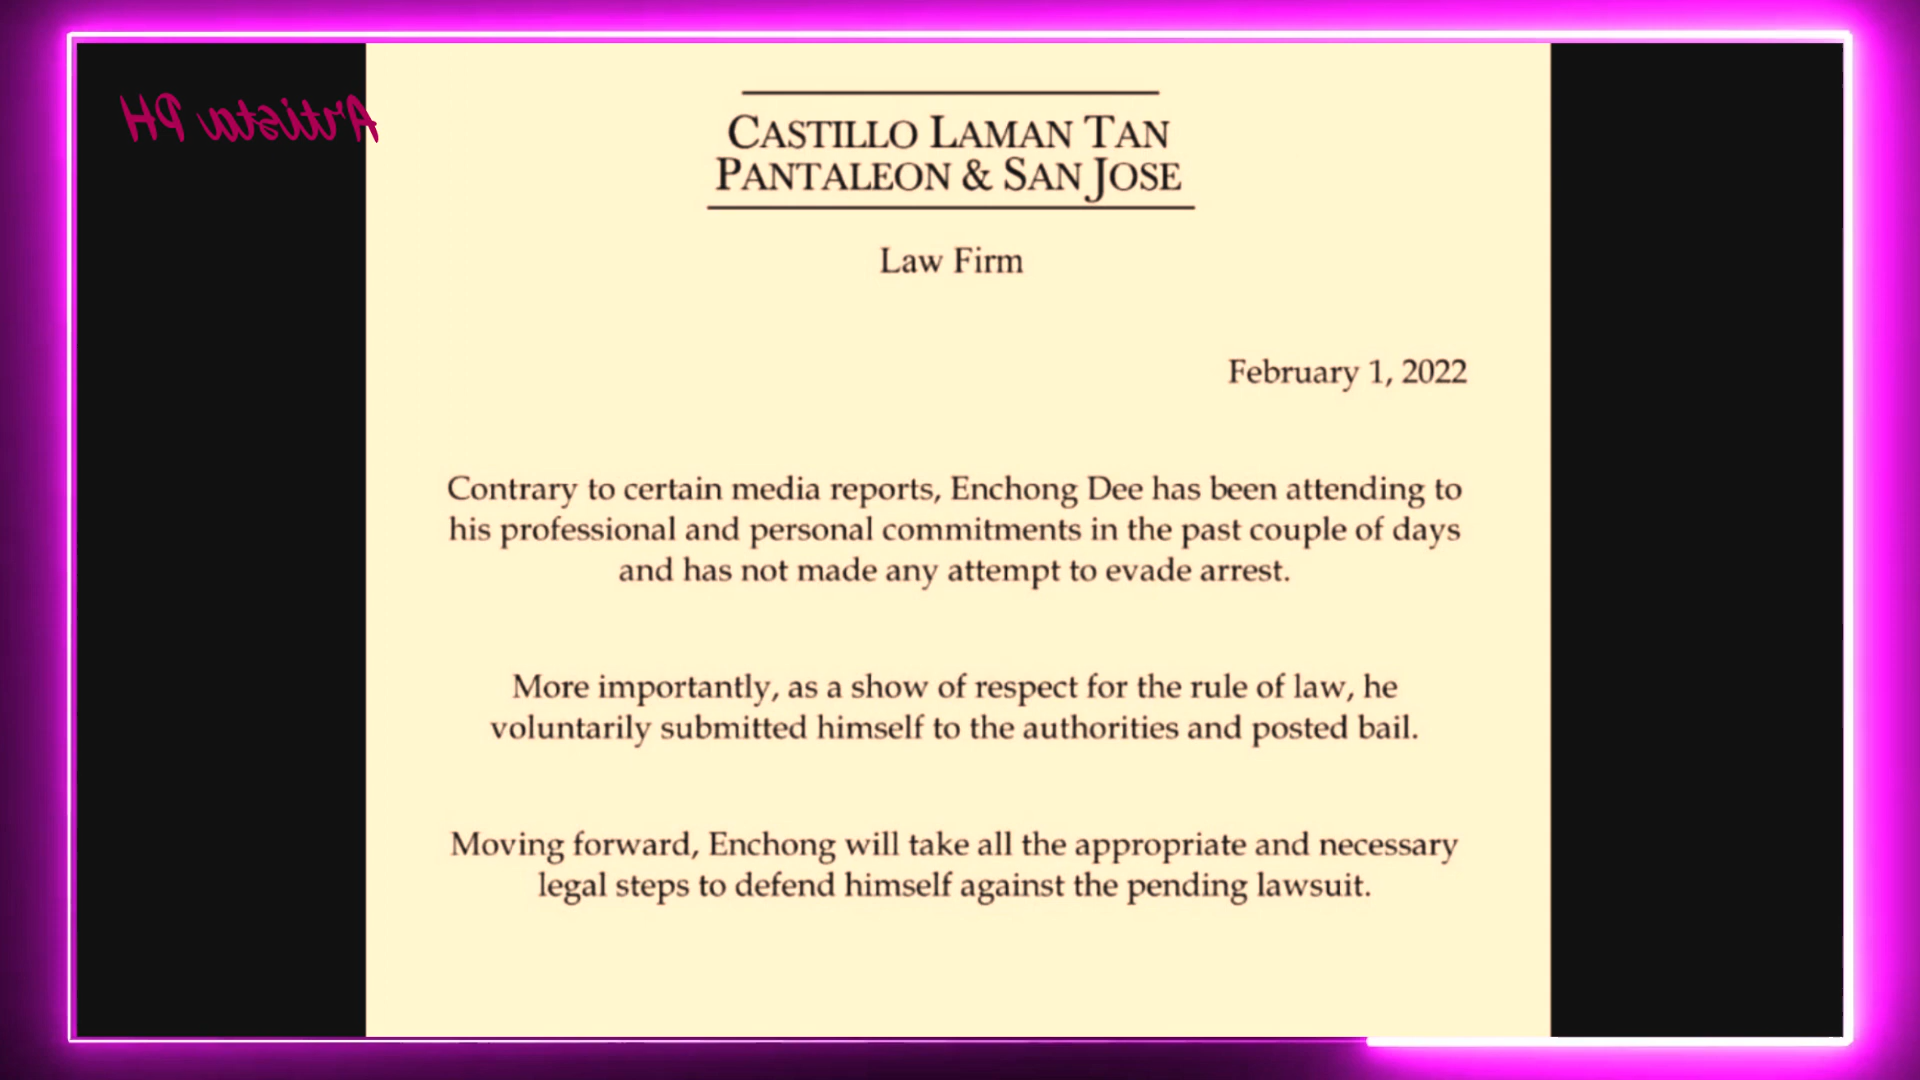 Artista PH
CASTILLO LAMAN TAN
PANTALEON & SAN JOSE
Law Firm
February 1, 2022
Contrary to certain media reports, Enchong Dee has been attending to
his professional and personal commitments in the past couple of days
and has not made any attempt to evade arrest.
More importantly, as a show of respect for the rule of law, he
voluntarily submitted himself to the authorities and posted bail.
Moving forward, Enchong will take all the appropriate and necessary
legal steps to defend himself against the pending lawsuit.